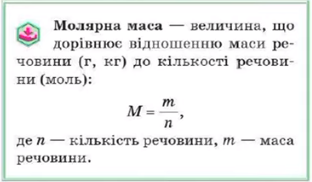 Молярна маса — величина, що
дорівнює відношенню маси ре-
човини (г, кг) до кількості речови-
ни (моль):
M = m/n,
де n — кількість речовини, m — маса
речовини.